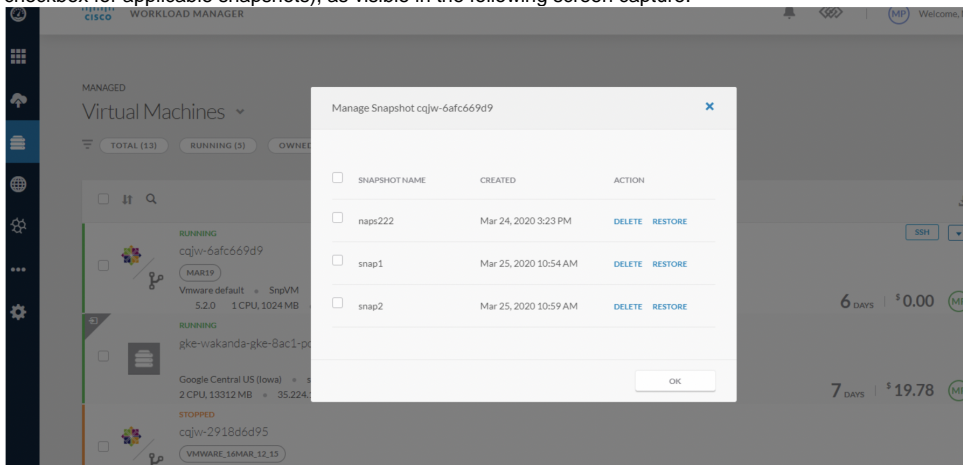 checkbox for applicable snapshots), as visible in the following screen capture:
CISCO WORKLOAD MANAGER
MP Welcome,
MANAGED
Virtual Machines
TOTAL (13) RUNNING (5) OWNED
Manage Snapshot cqjw-6afc669d9
SNAPSHOT NAME CREATED ACTION
naps222 Mar 24, 2020 3:23 PM DELETE RESTORE
snap1 Mar 25, 2020 10:54 AM DELETE RESTORE
snap2 Mar 25, 2020 10:59 AM DELETE RESTORE
OK
RUNNING
SSH
cqjw-6afc669d9
MAR19
Vmware default SnpVM
5.2.0 1 CPU, 1024 MB
6 DAYS $0.00
RUNNING
gke-wakanda-gke-8ac1-po
Google Central US (Iowa)
2 CPU, 13312 MB 35.224.
7 DAYS $19.78
STOPPED
cqjw-2918d6d95
VMWARE_16MAR_12_15